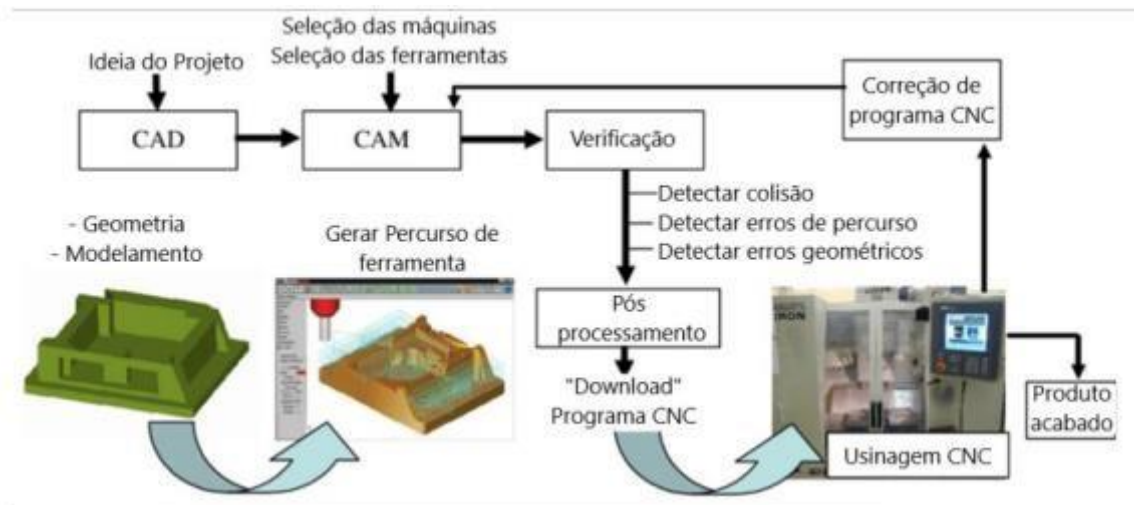 Seleção das máquinas
Seleção das ferramentas
Ideia do Projeto
CAD
CAM
Verificação
Correção de
programa CNC
Detectar colisão
Detectar erros de percurso
Detectar erros geométricos
- Geometria
- Modelamento
Gerar Percurso de
ferramenta
Pós
processamento
"Download"
Programa CNC
Usinagem CNC
Produto
acabado